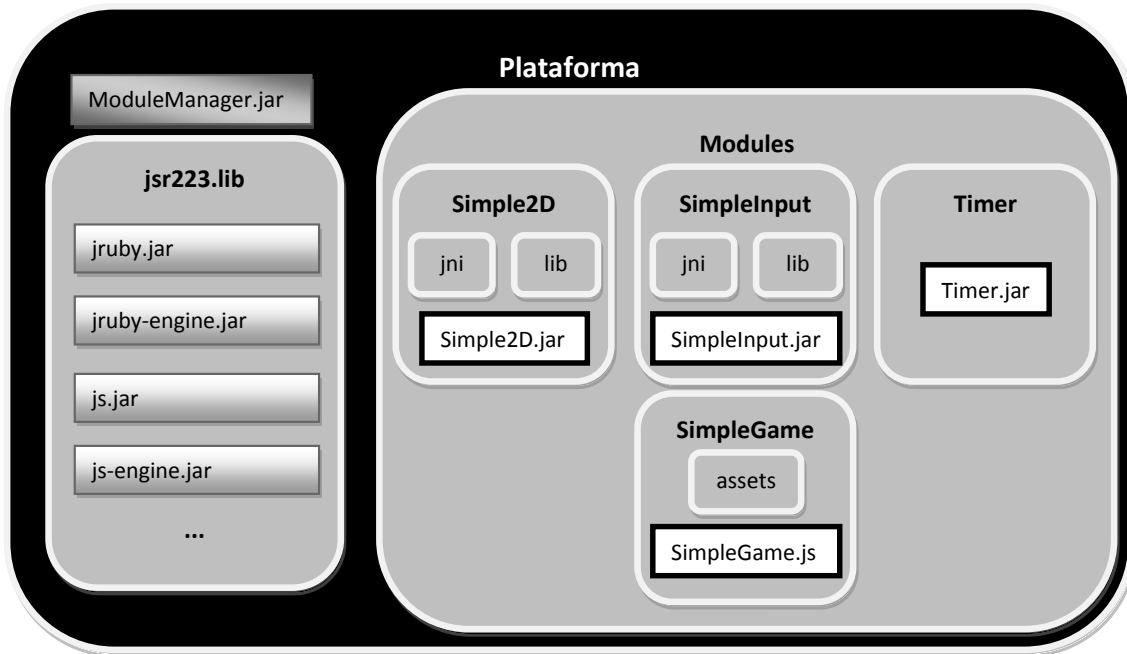 Plataforma
ModuleManager.jar
jsr223.lib
jruby.jar
jruby-engine.jar
js.jar
js-engine.jar
...
Modules
Simple2D
jni
lib
Simple2D.jar
SimpleInput
jni
lib
SimpleInput.jar
Timer
Timer.jar
SimpleGame
assets
SimpleGame.js